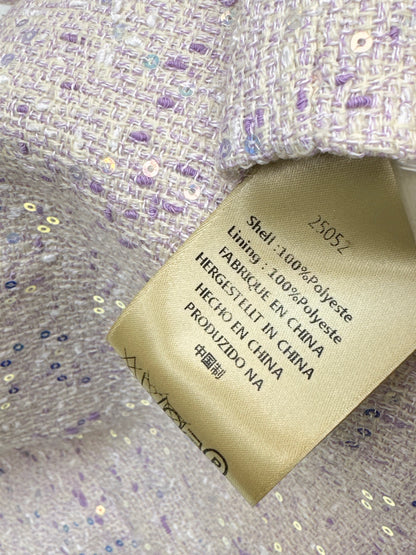 25052
Shell :100%Polyeste
Lining : 100%Polyeste
FABRIQUE EN CHINA
HERGESTELIT IN CHINA
HECHO EN CHINA
PRODUZIDO NA
中国制
P